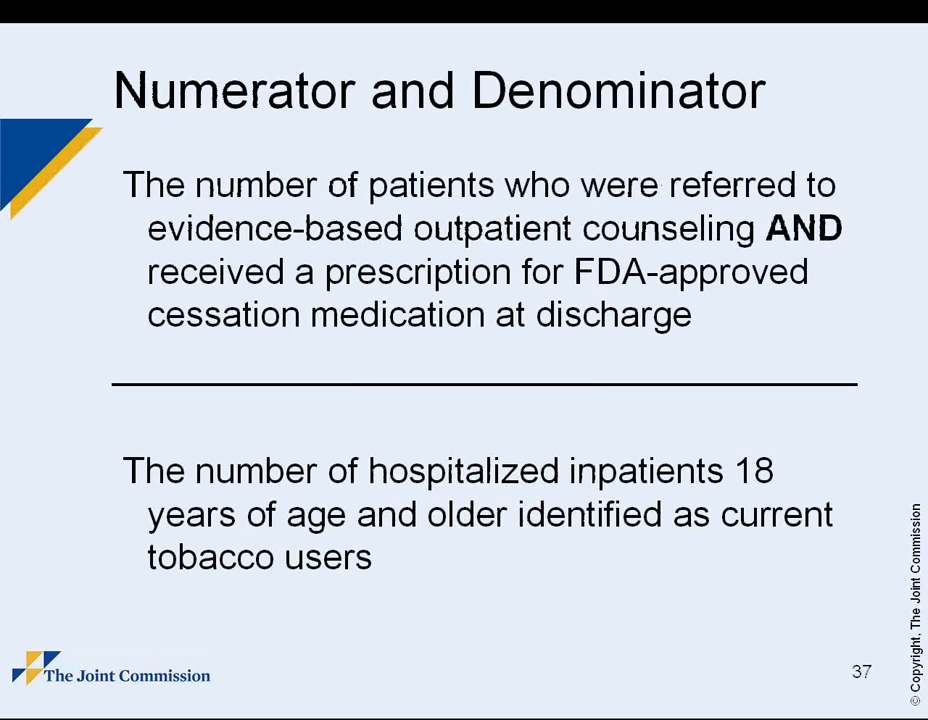 Numerator and Denominator
The number of patients who were referred to
evidence-based outpatient counseling AND
received a prescription for FDA-approved
cessation medication at discharge
The number of hospitalized inpatients 18
years of age and older identified as current
tobacco users
The Joint Commission
37
© Copyright, The Joint Commission